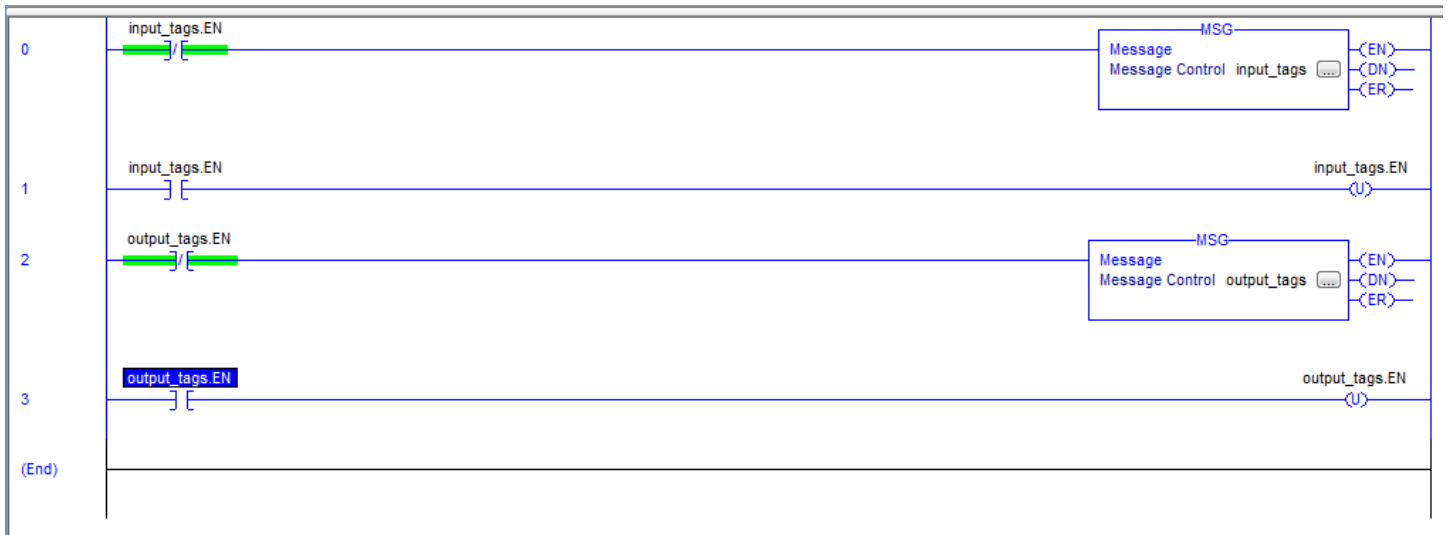 input_tags.EN
MSG
0
Message
EN
Message Control input_tags ...
DN
ER
input_tags.EN
input_tags.EN
1
U
output_tags.EN
MSG
2
Message
EN
Message Control output_tags ...
DN
ER
output_tags.EN
output_tags.EN
3
U
(End)